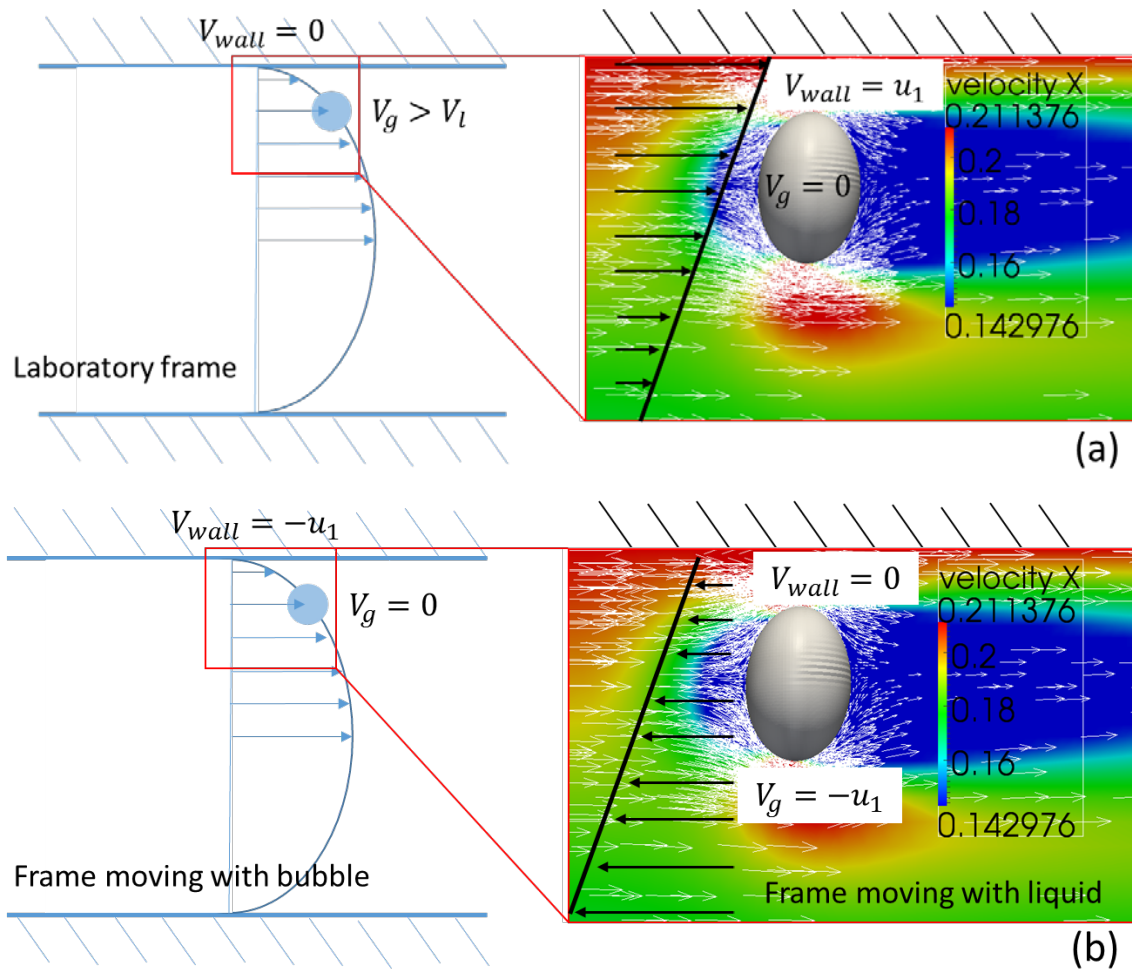 V_wall = 0
V_g > V_l
Laboratory frame
V_wall = u_1
V_g = 0
velocity X
0.211376
0.2
0.18
0.16
0.142976
(a)
V_wall = −u_1
V_g = 0
Frame moving with bubble
V_wall = 0
V_g = −u_1
velocity X
0.211376
0.2
0.18
0.16
0.142976
Frame moving with liquid
(b)